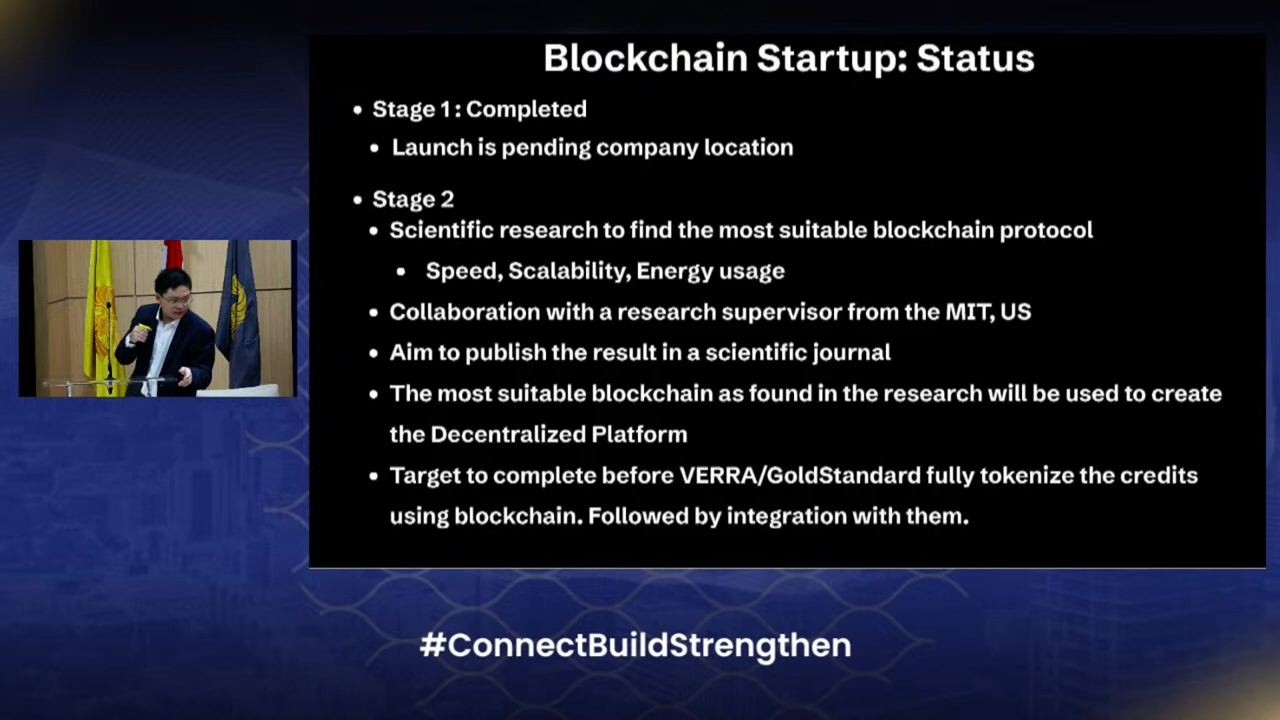 Blockchain Startup: Status
• Stage 1: Completed
• Launch is pending company location
• Stage 2
• Scientific research to find the most suitable blockchain protocol
• Speed, Scalability, Energy usage
• Collaboration with a research supervisor from the MIT, US
• Aim to publish the result in a scientific journal
• The most suitable blockchain as found in the research will be used to create
the Decentralized Platform
• Target to complete before VERRA/GoldStandard fully tokenize the credits
using blockchain. Followed by integration with them.
#ConnectBuildStrengthen